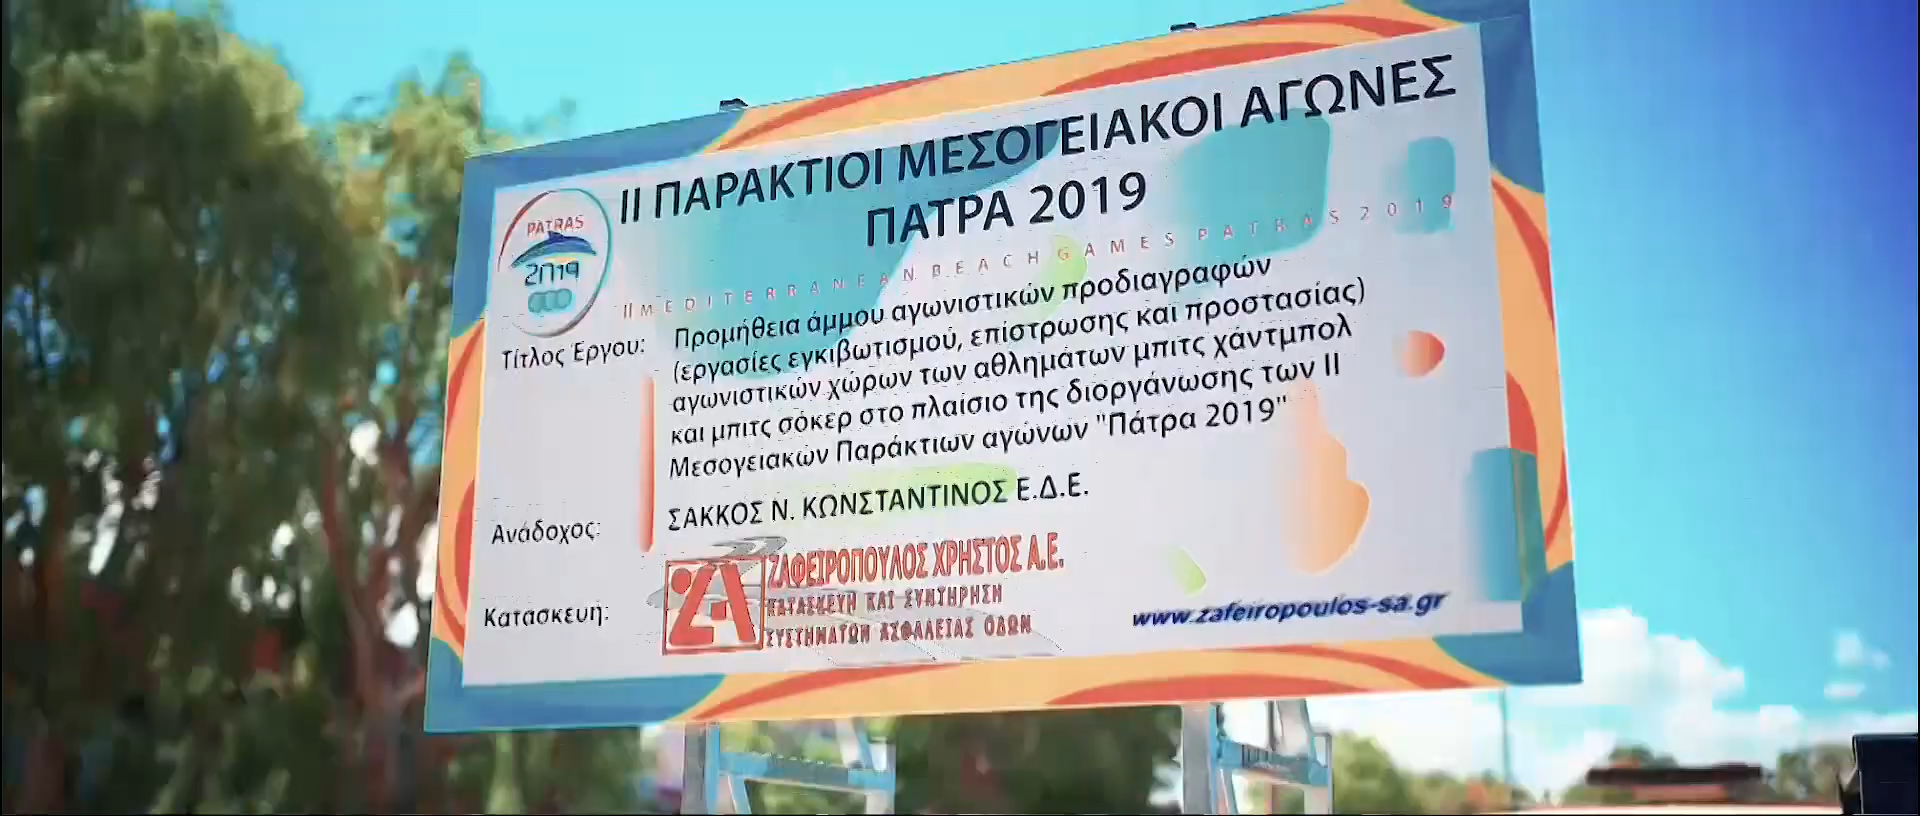 ΙΙ ΠΑΡΑΚΤΙΟΙ ΜΕΣΟΓΕΙΑΚΟΙ ΑΓΩΝΕΣ
ΠΑΤΡΑ 2019
PATRAS
2019
II MEDITERRANEAN BEACH GAMES PATRAS 2019
Τίτλος Έργου:
Προμήθεια άμμου αγωνιστικών προδιαγραφών
(εργασίες εγκιβωτισμού, επίστρωσης και προστασίας)
αγωνιστικών χώρων των αθλημάτων μπιτς χάντμπολ
και μπιτς σόκερ στο πλαίσιο της διοργάνωσης των ΙΙ
Μεσογειακών Παράκτιων αγώνων "Πάτρα 2019"
Ανάδοχος:
ΣΑΚΚΟΣ Ν. ΚΩΝΣΤΑΝΤΙΝΟΣ Ε.Δ.Ε.
Κατασκευή:
ΖΑ
ΖΑΦΕΙΡΟΠΟΥΛΟΣ ΧΡΗΣΤΟΣ Α.Ε.
ΚΑΤΑΣΚΕΥΗ ΚΑΙ ΣΥΝΤΗΡΗΣΗ
ΣΥΣΤΗΜΑΤΩΝ ΑΣΦΑΛΕΙΑΣ ΟΔΩΝ
www.zafeiropoulos-sa.gr